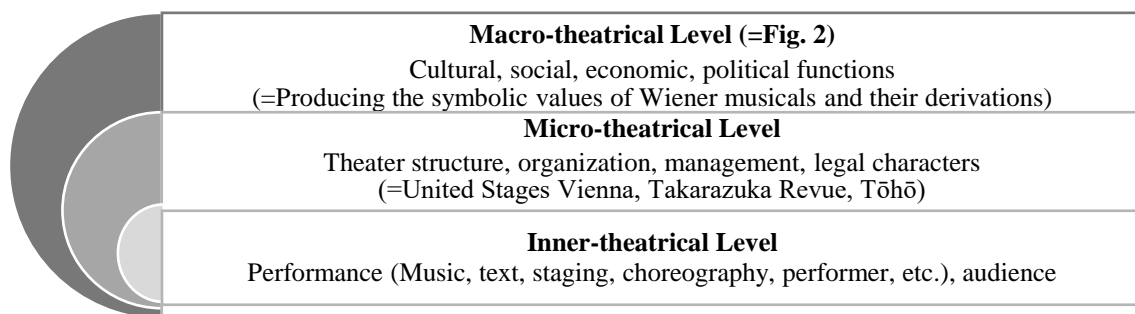 Macro-theatrical Level (=Fig. 2)
Cultural, social, economic, political functions
(=Producing the symbolic values of Wiener musicals and their derivations)
Micro-theatrical Level
Theater structure, organization, management, legal characters
(=United Stages Vienna, Takarazuka Revue, Tōhō)
Inner-theatrical Level
Performance (Music, text, staging, choreography, performer, etc.), audience